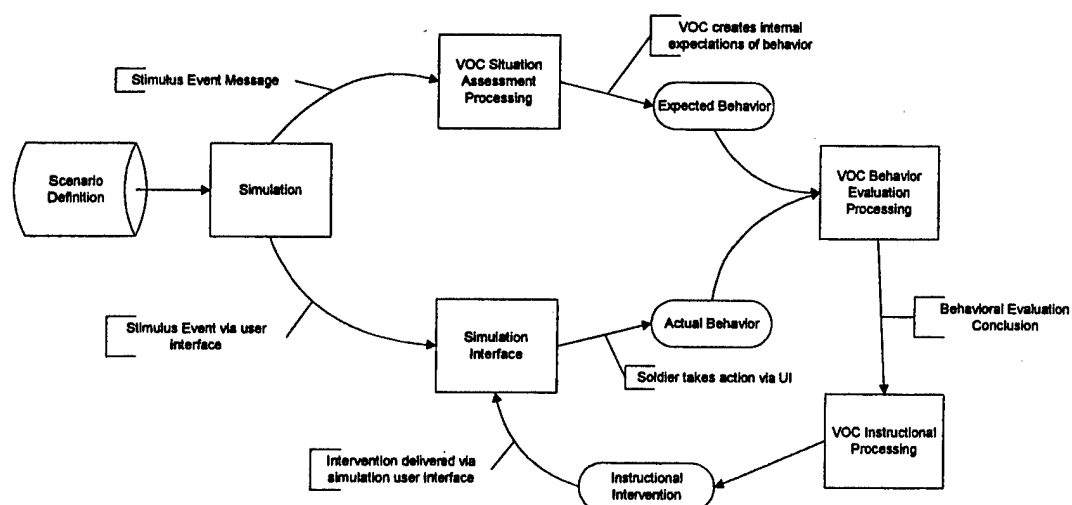 VOC creates internal
expectations of behavior
Stimulus Event Message
VOC Situation
Assessment
Processing
Expected Behavior
Scenario
Definition
Simulation
VOC Behavior
Evaluation
Processing
Stimulus Event via user
interface
Simulation
Interface
Actual Behavior
Behavioral Evaluation
Conclusion
Soldier takes action via UI
VOC Instructional
Processing
Intervention delivered via
simulation user interface
Instructional
Intervention